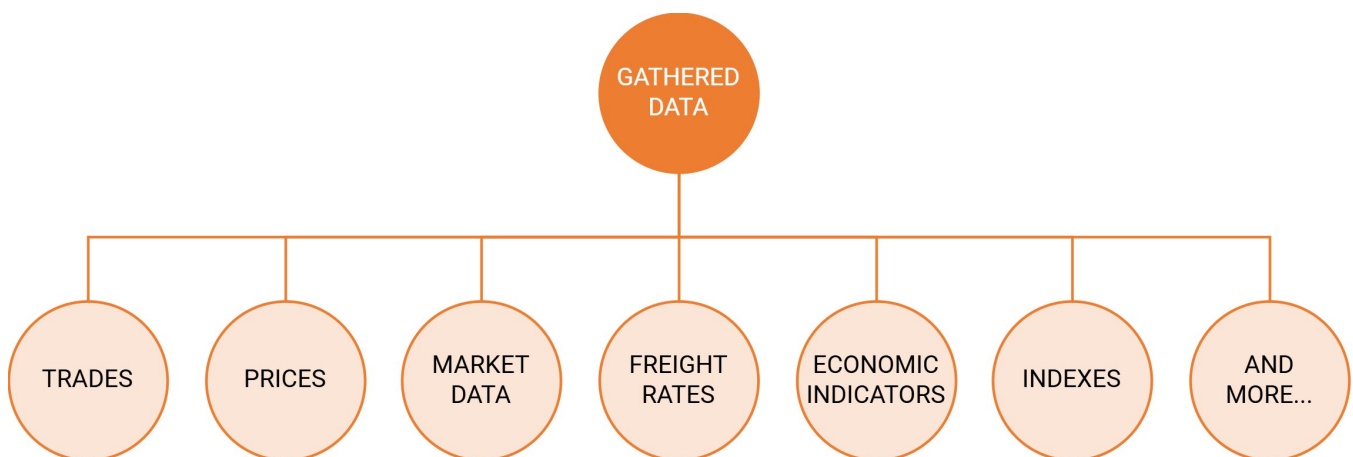 GATHERED
DATA
TRADES
PRICES
MARKET
DATA
FREIGHT
RATES
ECONOMIC
INDICATORS
INDEXES
AND
MORE...